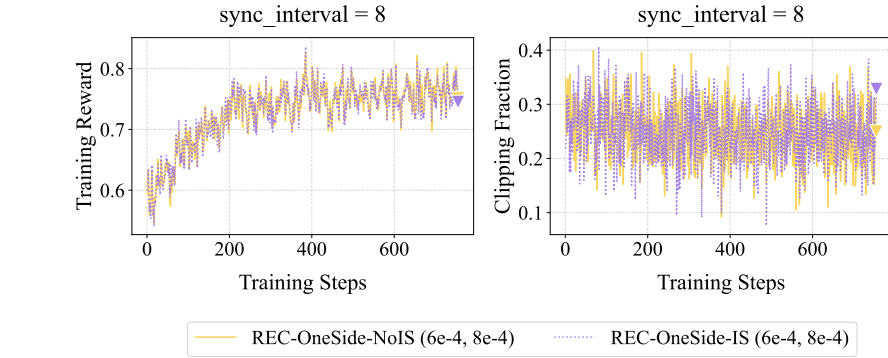 sync_interval = 8
Training Reward
0.8
0.7
0.6
0
200
400
600
Training Steps
sync_interval = 8
Clipping Fraction
0.4
0.3
0.2
0.1
0
200
400
600
Training Steps
REC-OneSide-NoIS (6e-4, 8e-4)
REC-OneSide-IS (6e-4, 8e-4)